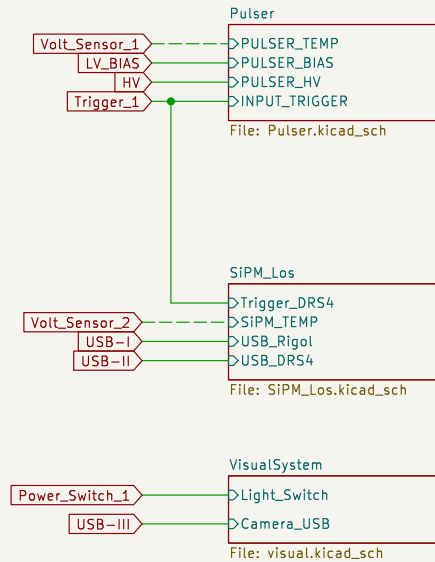 Pulser
Volt_Sensor_1 PULSER_TEMP
LV_BIAS PULSER_BIAS
HV PULSER_HV
Trigger_1 INPUT_TRIGGER
File: Pulser.kicad_sch
SiPM_Los
Trigger_DRS4
Volt_Sensor_2 SiPM_TEMP
USB-I USB_Rigol
USB-II USB_DRS4
File: SiPM_Los.kicad_sch
VisualSystem
Power_Switch_1 Light_Switch
USB-III Camera_USB
File: visual.kicad_sch